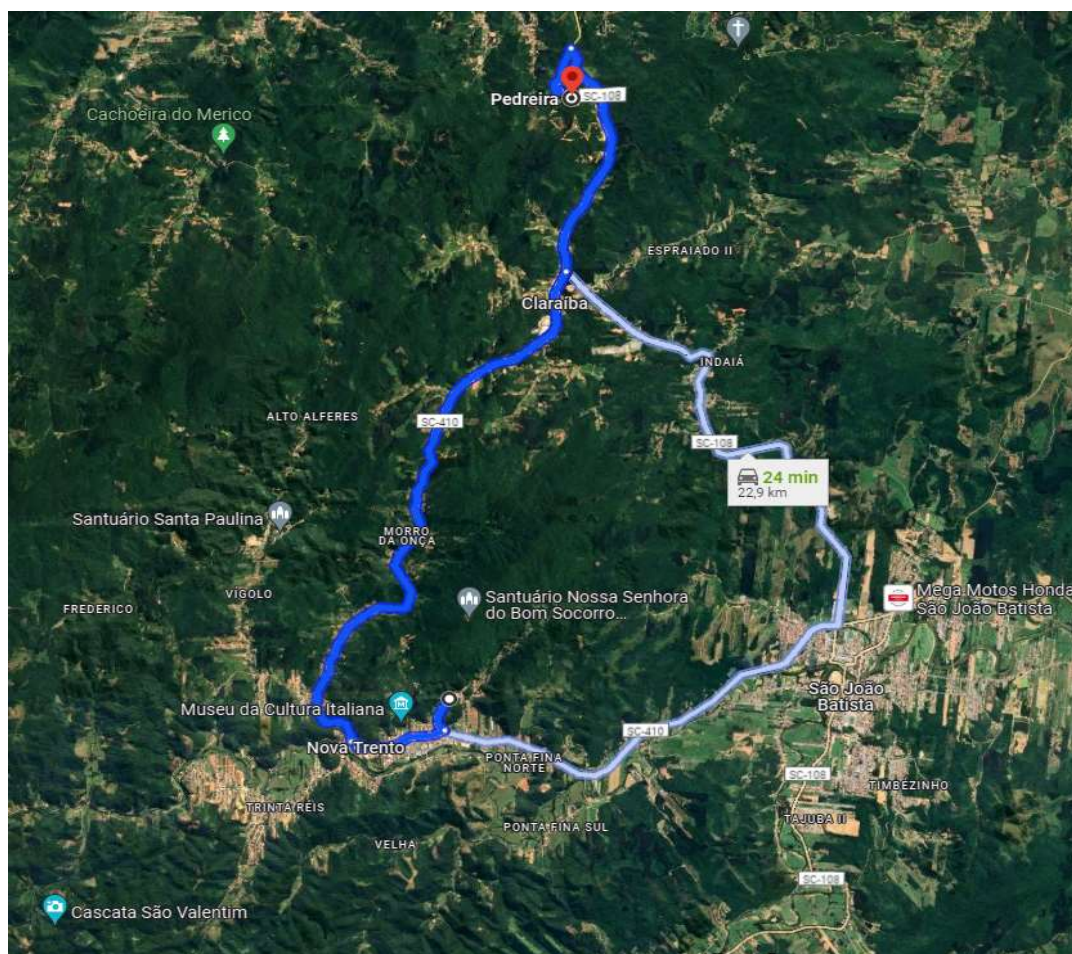 Pedreira
SC-108
Cachoeira do Merico
ESPRAIADO II
Claraíba
INDAIÁ
ALTO ALFERES
SC-410
SC-108
24 min
22,9 km
Santuário Santa Paulina
MORRO
DA ONÇA
VÍGOLO
FREDERICO
Santuário Nossa Senhora
do Bom Socorro...
Mega Motos Honda
São João Batista
São João
Batista
Museu da Cultura Italiana
SC-410
Nova Trento
PONTA FINA
NORTE
SC-108
TIMBÉZINHO
TRINTA RÉIS
TAJUBA II
PONTA FINA SUL
VELHA
SC-108
Cascata São Valentim